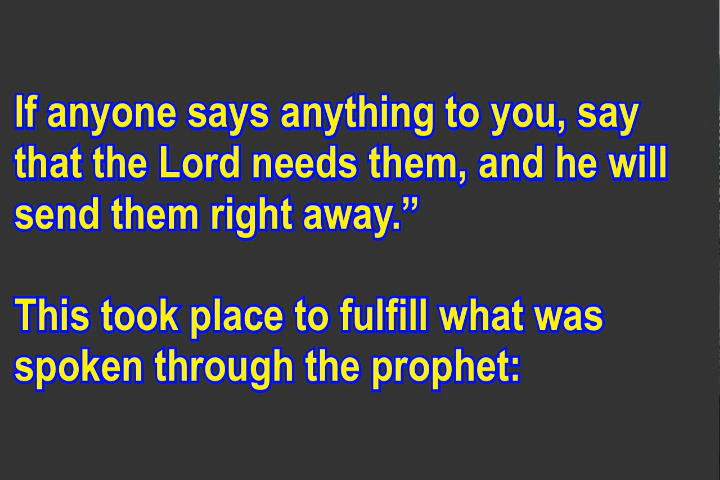 If anyone says anything to you, say
that the Lord needs them, and he will
send them right away.”
This took place to fulfill what was
spoken through the prophet: